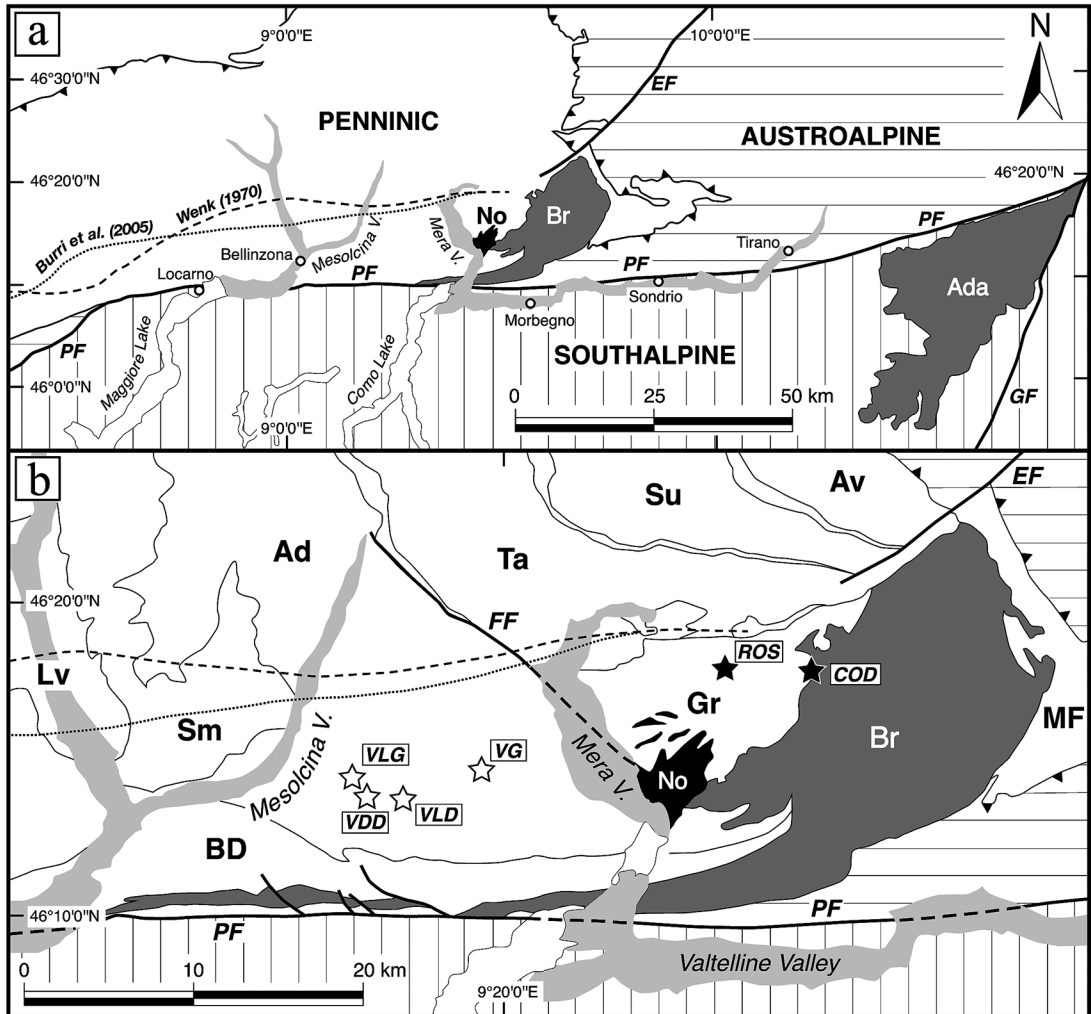 a
9°0'0"E
10°0'0"E
N
46°30'0"N
EF
PENNINIC
AUSTROALPINE
46°20'0"N
46°20'0"N
Burri et al. (2005)
Wenk (1970)
No
Br
Mesolcina V.
Mera V.
Bellinzona
PF
Tirano
Locarno
PF
PF
Sondrio
Ada
Morbegno
PF
Maggiore Lake
Como Lake
SOUTHALPINE
46°0'0"N
GF
0 25 50 km
9°0'0"E
b
EF
Su
Av
Ad
Ta
46°20'0"N
FF
ROS
Lv
COD
Gr
Sm
MF
Br
Mesolcina V.
VLG
VG
Mera V.
No
VDD
VLD
BD
46°10'0"N
PF
PF
0 10 20 km
Valtelline Valley
9°20'0"E